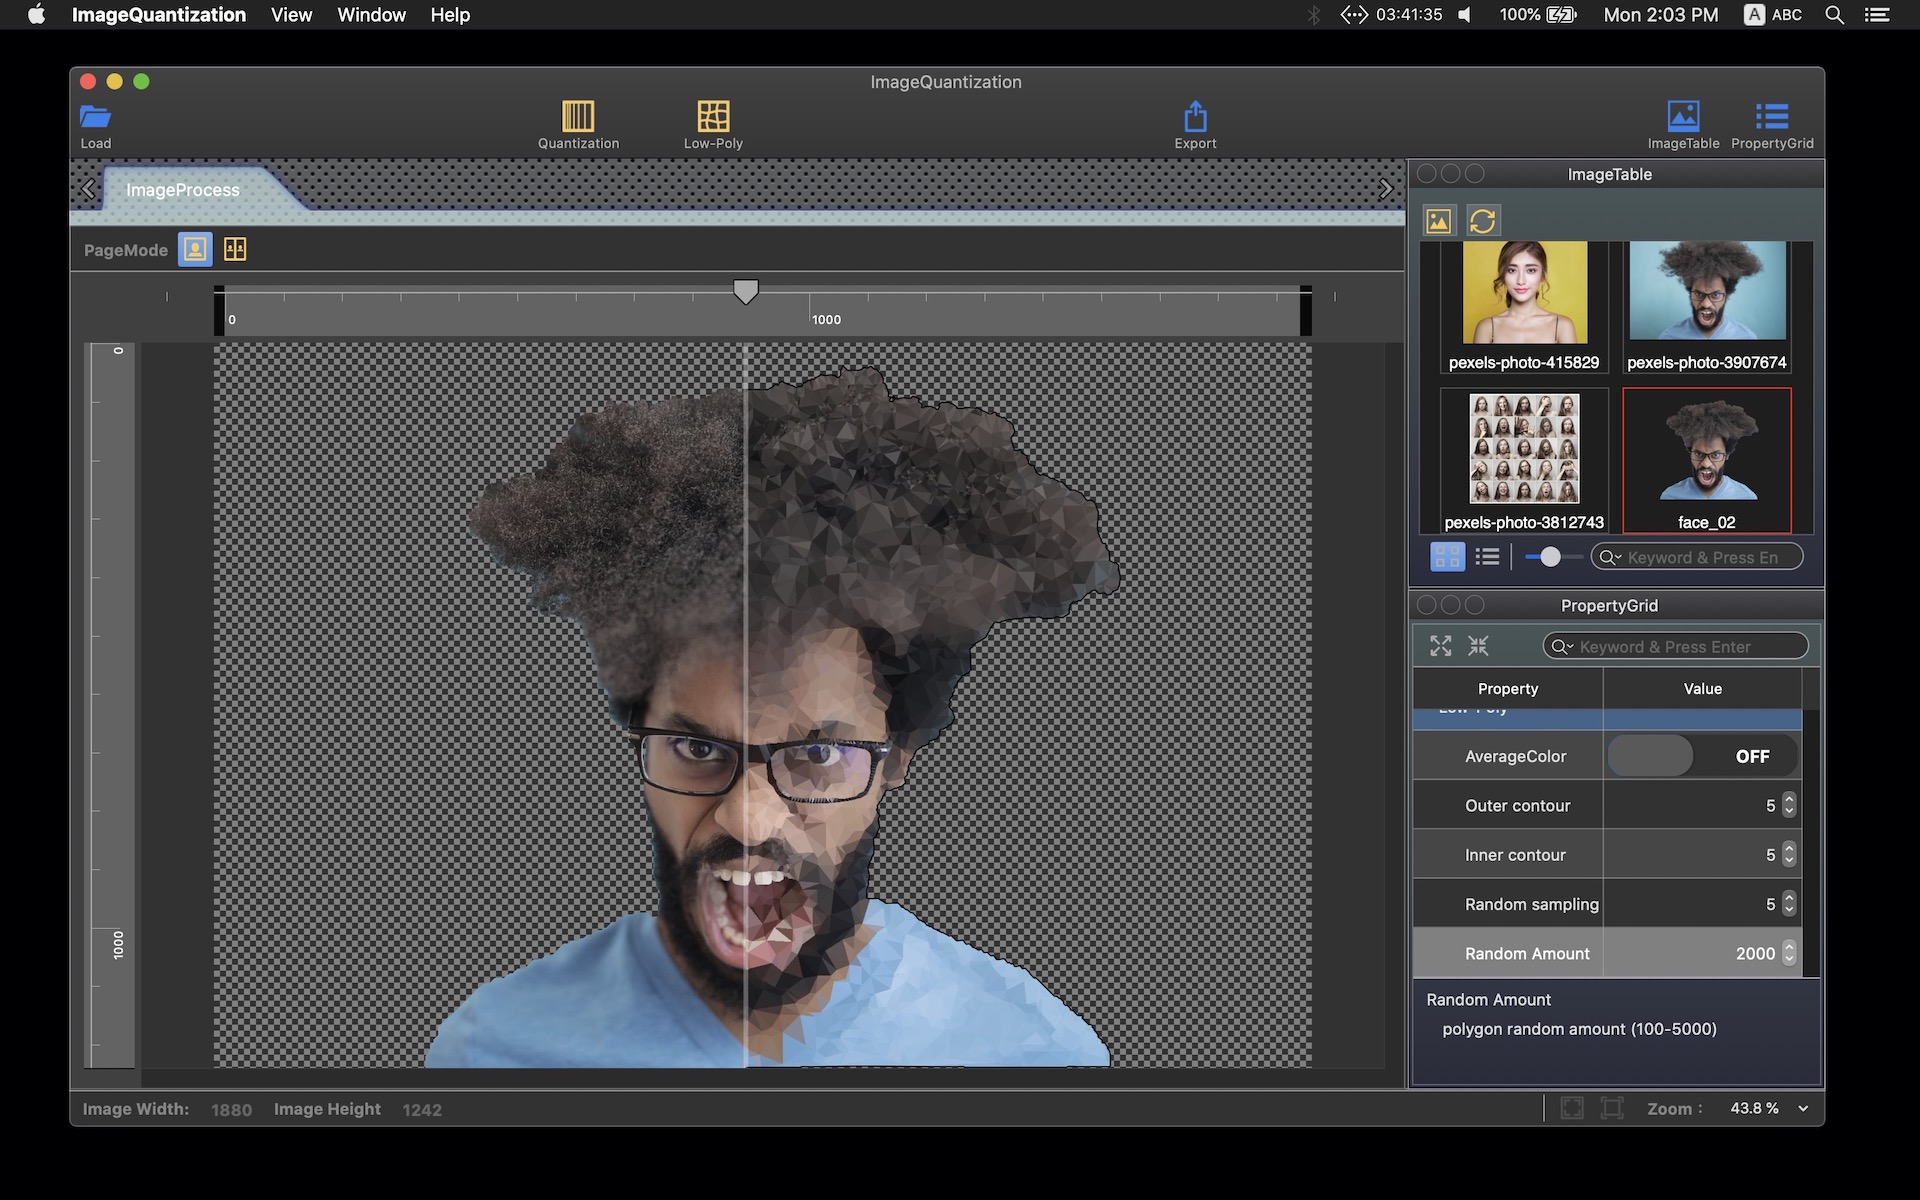 ImageQuantization View Window Help 03:41:35 100% Mon 2:03 PM A ABC
ImageQuantization
Load Quantization Low-Poly Export ImageTable PropertyGrid
ImageProcess
PageMode
0 1000
0
1000
ImageTable
pexels-photo-415829 pexels-photo-3907674
pexels-photo-3812743 face_02
Keyword & Press En
PropertyGrid
Keyword & Press Enter
Property Value
Low-Poly
AverageColor OFF
Outer contour 5
Inner contour 5
Random sampling 5
Random Amount 2000
Random Amount
polygon random amount (100-5000)
Image Width: 1880 Image Height 1242 Zoom : 43.8 %